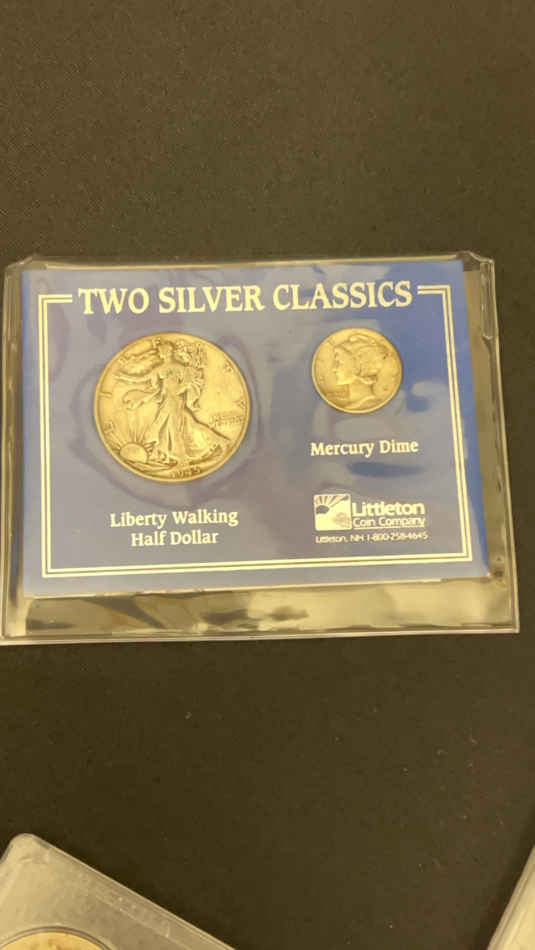 TWO SILVER CLASSICS
LIBERTY
1945
Liberty Walking
Half Dollar
Mercury Dime
Littleton
Coin Company
Littleton, NH 1-800-258-4645